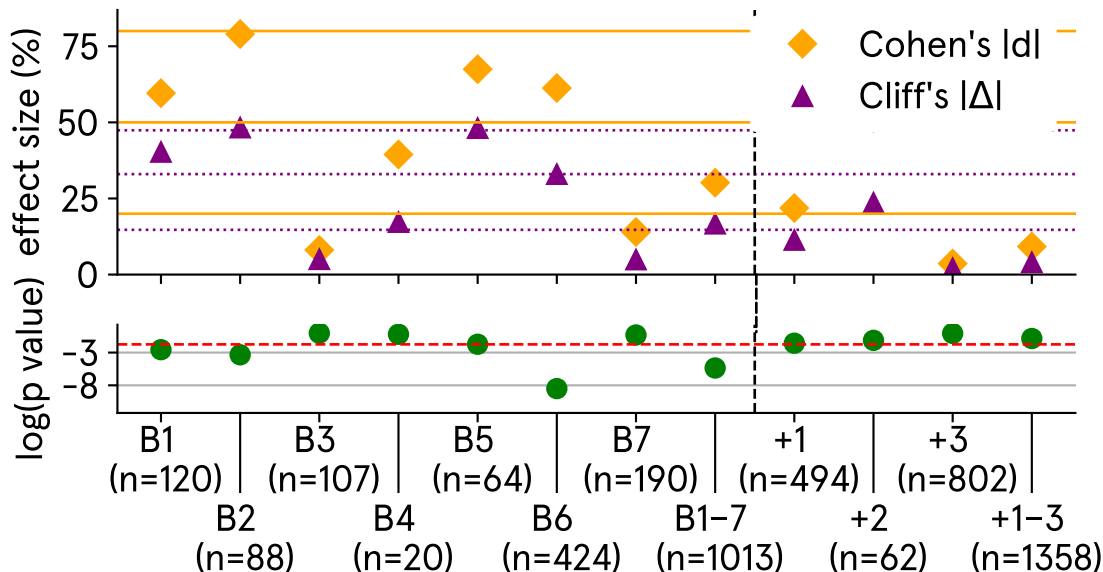 effect size (%)
75
50
25
0
Cohen's |d|
Cliff's |Δ|
log(p value)
−3
−8
B1 B3 B5 B7 +1 +3
(n=120) (n=107) (n=64) (n=190) (n=494) (n=802)
B2 B4 B6 B1−7 +2 +1−3
(n=88) (n=20) (n=424) (n=1013) (n=62) (n=1358)